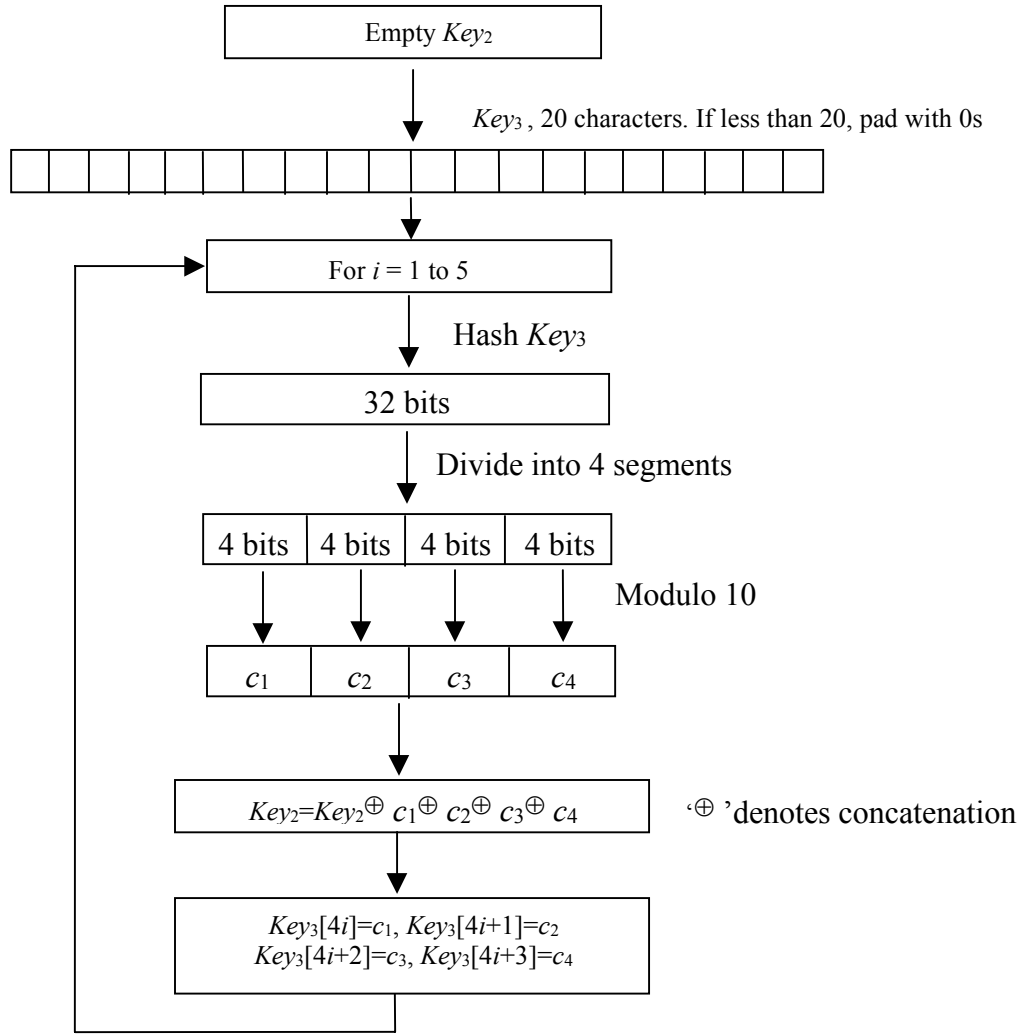 Empty Key2
Key3 , 20 characters. If less than 20, pad with 0s
For i = 1 to 5
Hash Key3
32 bits
Divide into 4 segments
4 bits 4 bits 4 bits 4 bits
Modulo 10
c1 c2 c3 c4
Key2=Key2⊕ c1⊕ c2⊕ c3⊕ c4
‘⊕ ’denotes concatenation
Key3[4i]=c1, Key3[4i+1]=c2
Key3[4i+2]=c3, Key3[4i+3]=c4